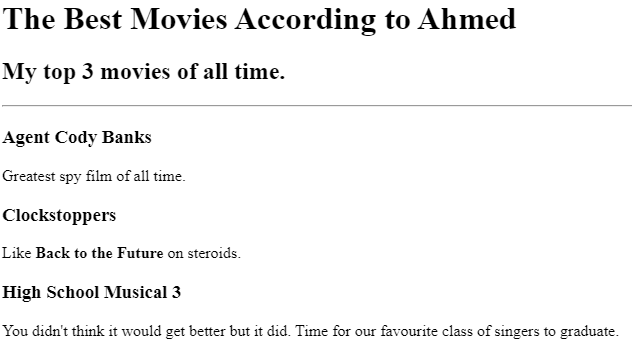 The Best Movies According to Ahmed
My top 3 movies of all time.
Agent Cody Banks
Greatest spy film of all time.
Clockstoppers
Like Back to the Future on steroids.
High School Musical 3
You didn't think it would get better but it did. Time for our favourite class of singers to graduate.